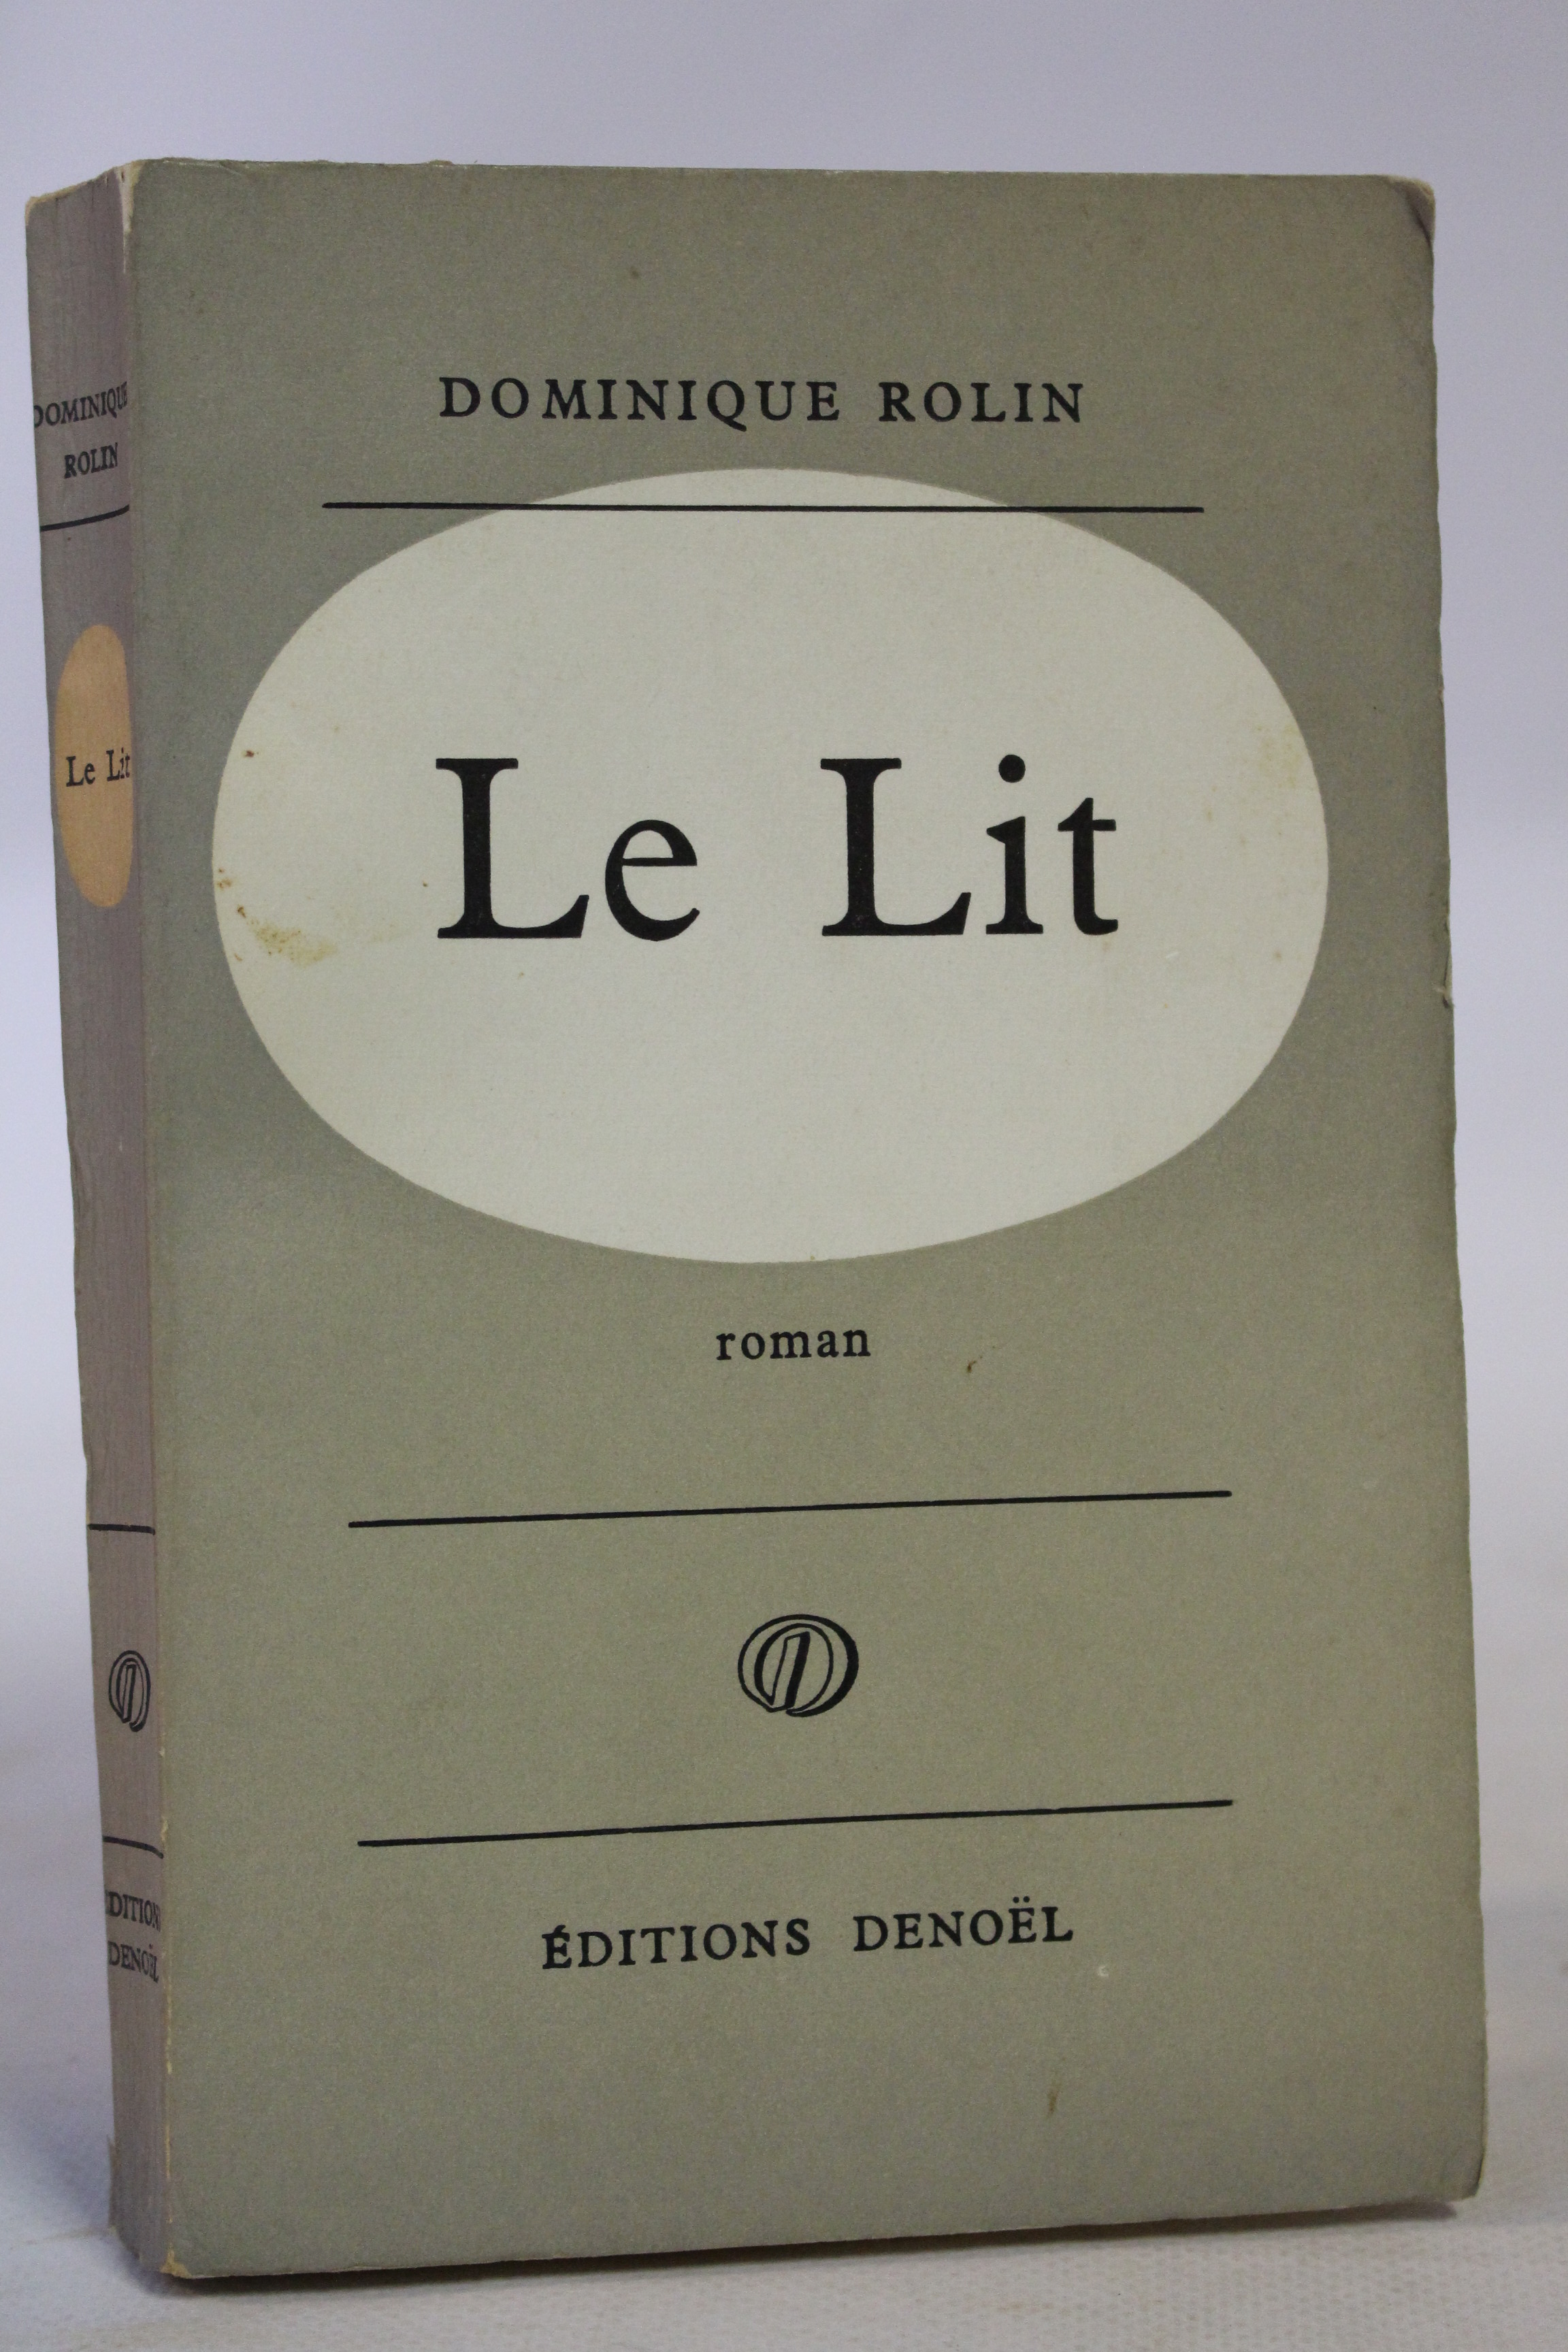 DOMINIQUE ROLIN
Le Lit
roman
ÉDITIONS DENOËL
DOMINIQUE
ROLIN
Le Lit
EDITIONS
DENOËL